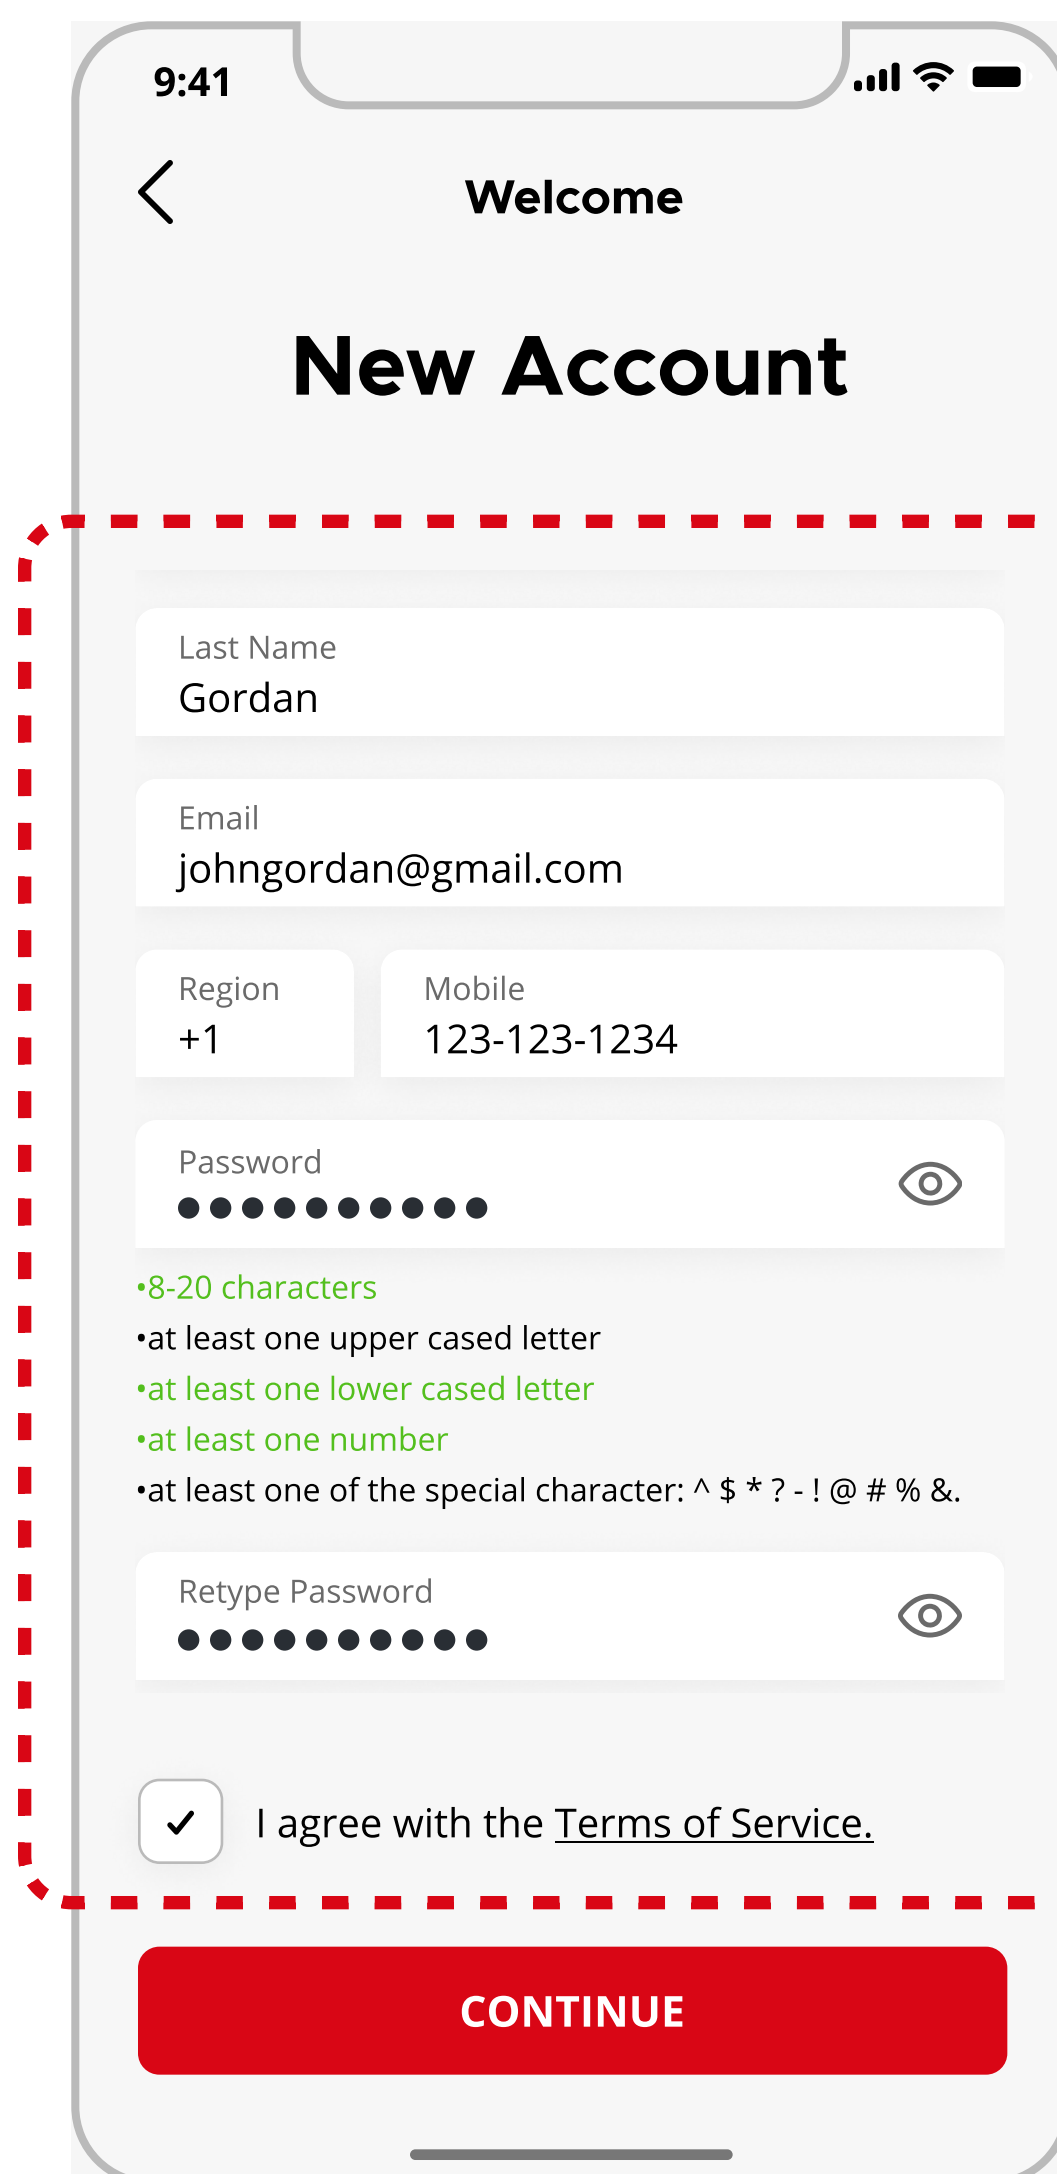 9:41
Welcome
New Account
Last Name
Gordan
Email
johngordan@gmail.com
Region
+1
Mobile
123-123-1234
Password
•8-20 characters
•at least one upper cased letter
•at least one lower cased letter
•at least one number
•at least one of the special character: ^ $ * ? - ! @ # % &.
Retype Password
I agree with the Terms of Service.
CONTINUE